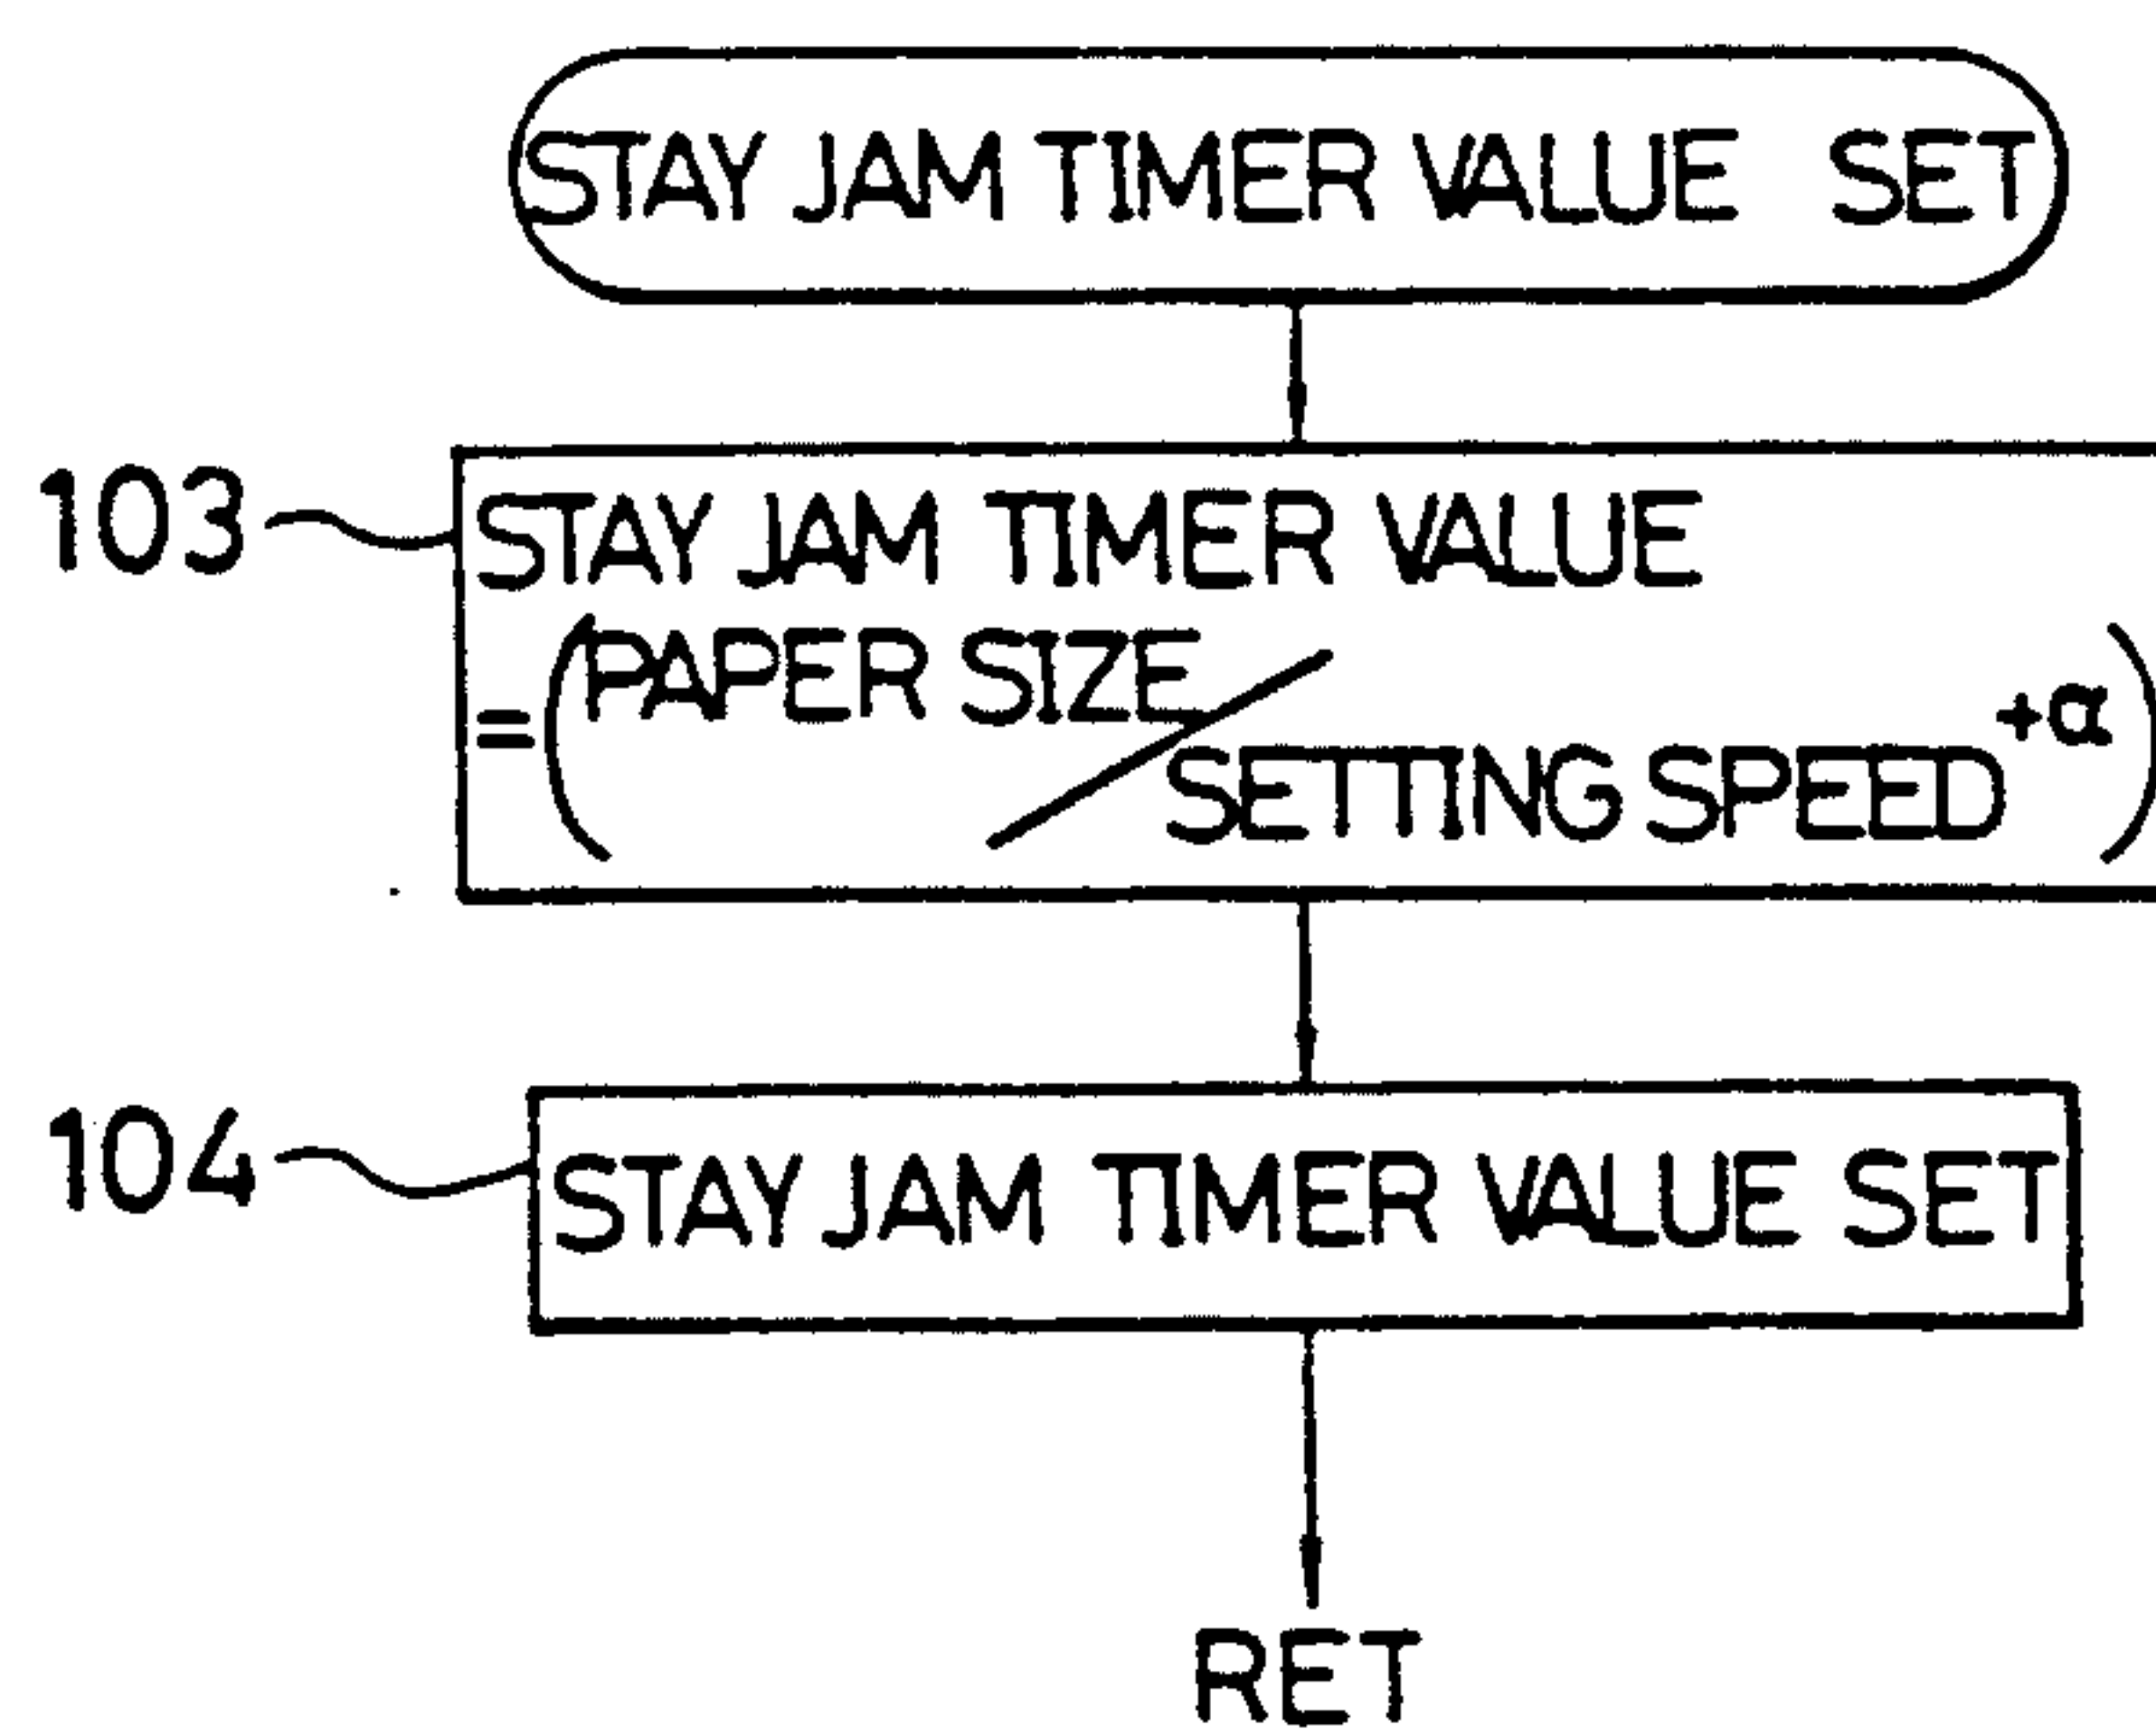 STAY JAM TIMER VALUE SET
103
STAY JAM TIMER VALUE
=(PAPER SIZE/SETTING SPEED+α)
104
STAY JAM TIMER VALUE SET
RET